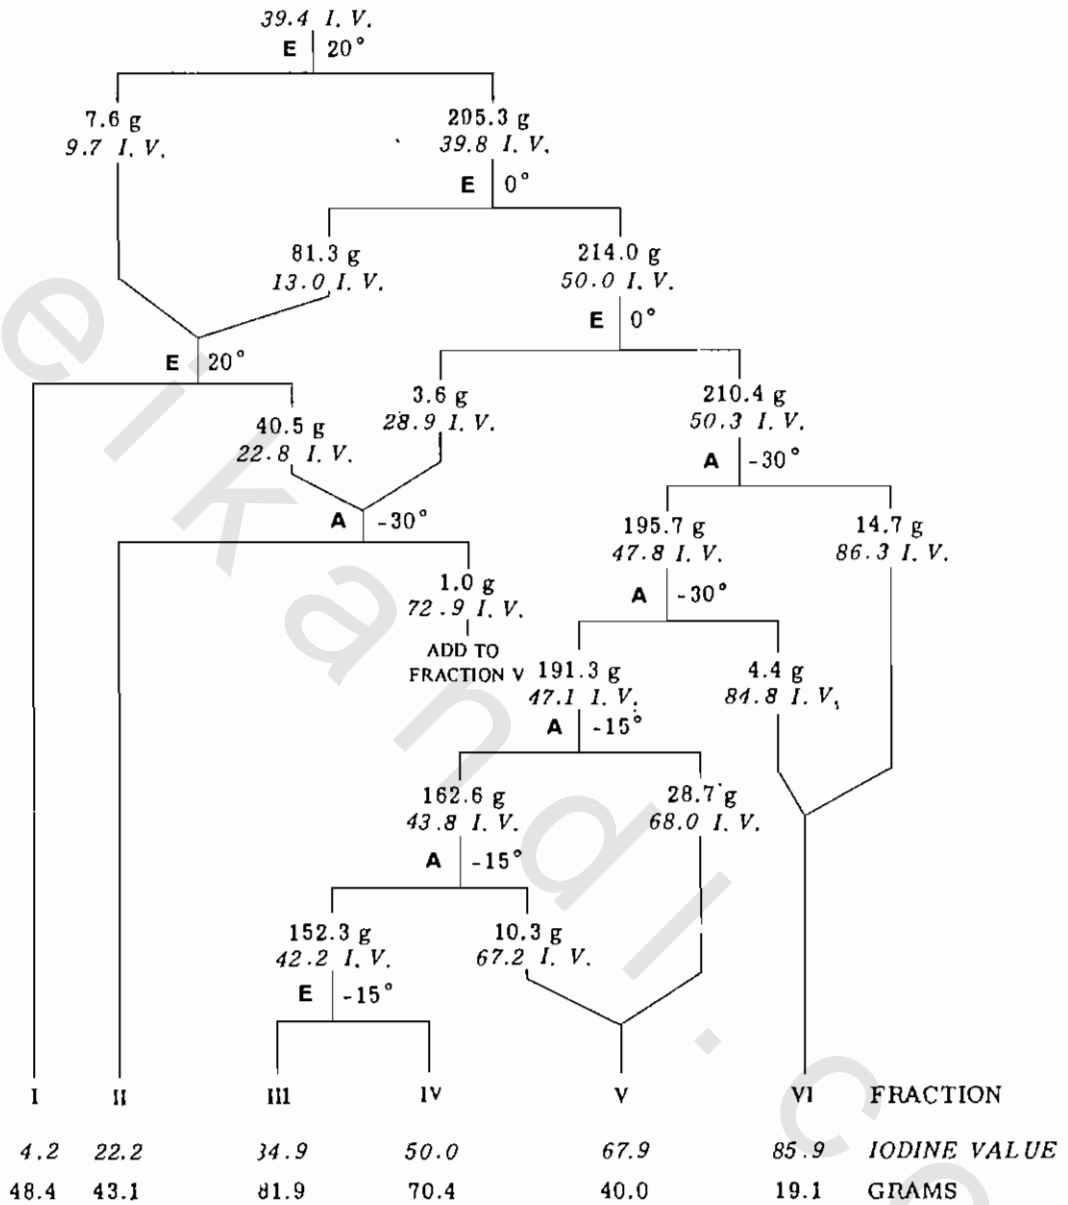 39.4 I. V.
E 20°
7.6 g 205.3 g
9.7 I. V. 39.8 I. V.
E 0°
81.3 g 214.0 g
13.0 I. V. 50.0 I. V.
E 0°
E 20°
3.6 g 210.4 g
28.9 I. V. 50.3 I. V.
40.5 g
22.8 I. V.
A -30°
A -30°
195.7 g 14.7 g
47.8 I. V. 86.3 I. V.
1.0 g
72.9 I. V.
A -30°
ADD TO
FRACTION V
191.3 g 4.4 g
47.1 I. V. 84.8 I. V.
A -15°
162.6 g 28.7 g
43.8 I. V. 68.0 I. V.
A -15°
152.3 g 10.3 g
42.2 I. V. 67.2 I. V.
E -15°
I II III IV V VI FRACTION
4.2 22.2 34.9 50.0 67.9 85.9 IODINE VALUE
48.4 43.1 81.9 70.4 40.0 19.1 GRAMS
eikandl.c